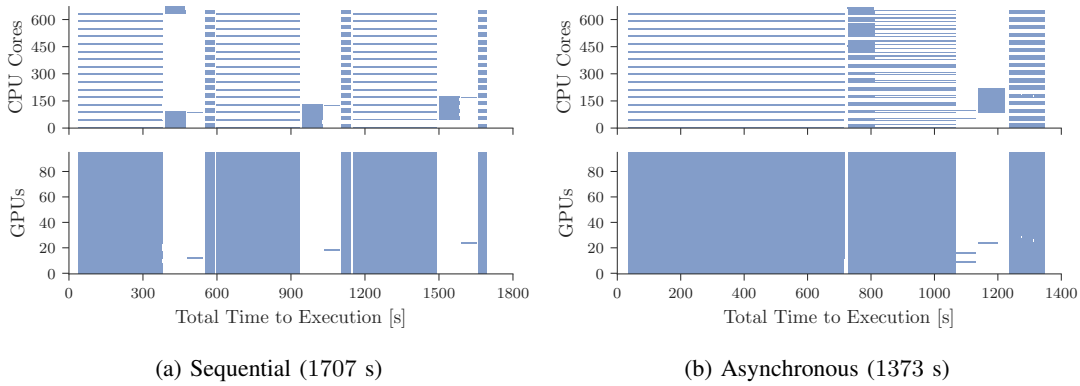 CPU Cores
600
450
300
150
0
GPUs
80
60
40
20
0
0 300 600 900 1200 1500 1800
Total Time to Execution [s]
(a) Sequential (1707 s)
CPU Cores
600
450
300
150
0
GPUs
80
60
40
20
0
0 200 400 600 800 1000 1200 1400
Total Time to Execution [s]
(b) Asynchronous (1373 s)